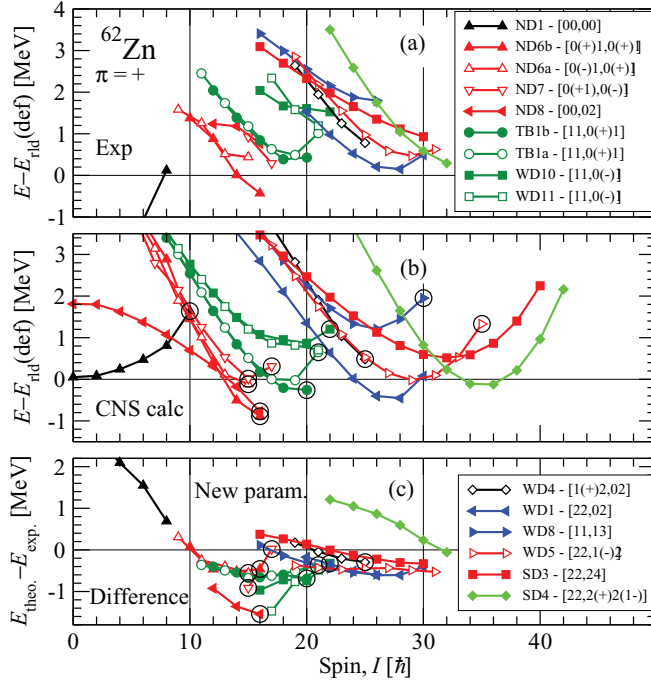 ⁶²Zn
π = +
(a)
Exp
E−E_rld(def) [MeV]
4
3
2
1
0
-1
ND1 - [00,00]
ND6b - [0(+)1,0(+)1]
ND6a - [0(-)1,0(+)1]
ND7 - [0(+1),0(-)1]
ND8 - [00,02]
TB1b - [11,0(+)1]
TB1a - [11,0(+)1]
WD10 - [11,0(-)1]
WD11 - [11,0(-)1]
(b)
CNS calc
E−E_rld(def) [MeV]
3
2
1
0
-1
New param.
(c)
Difference
E_theo.−E_exp. [MeV]
2
1
0
-1
WD4 - [1(+)2,02]
WD1 - [22,02]
WD8 - [11,13]
WD5 - [22,1(-)2]
SD3 - [22,24]
SD4 - [22,2(+)2(1-)]
0 10 20 30 40 50
Spin, I [ℏ]